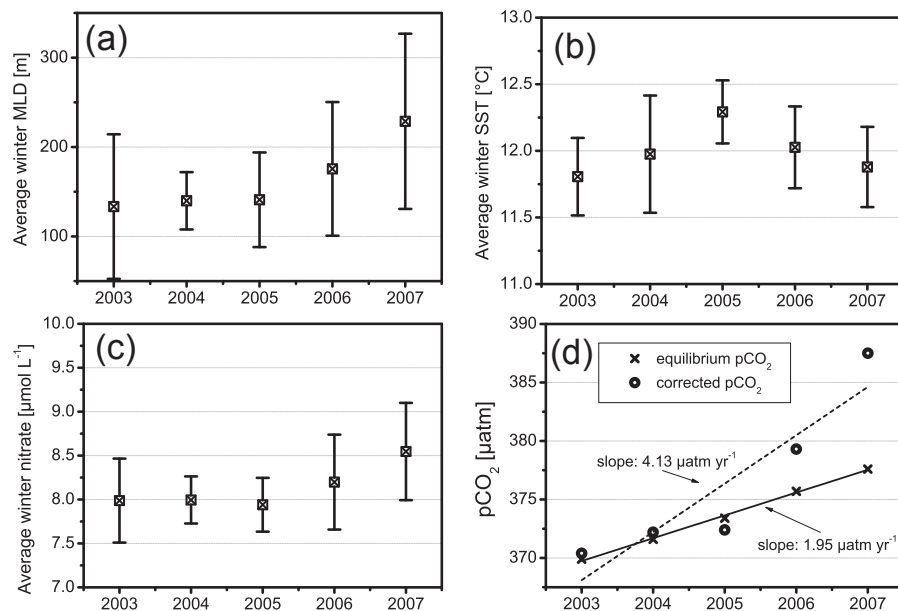 (a)
Average winter MLD [m]
300
200
100
2003 2004 2005 2006 2007
(b)
Average winter SST [°C]
13.0
12.5
12.0
11.5
11.0
2003 2004 2005 2006 2007
(c)
Average winter nitrate [µmol L⁻¹]
10.0
9.5
9.0
8.5
8.0
7.5
7.0
2003 2004 2005 2006 2007
(d)
pCO₂ [µatm]
390
385
380
375
370
equilibrium pCO₂
corrected pCO₂
slope: 4.13 µatm yr⁻¹
slope: 1.95 µatm yr⁻¹
2003 2004 2005 2006 2007